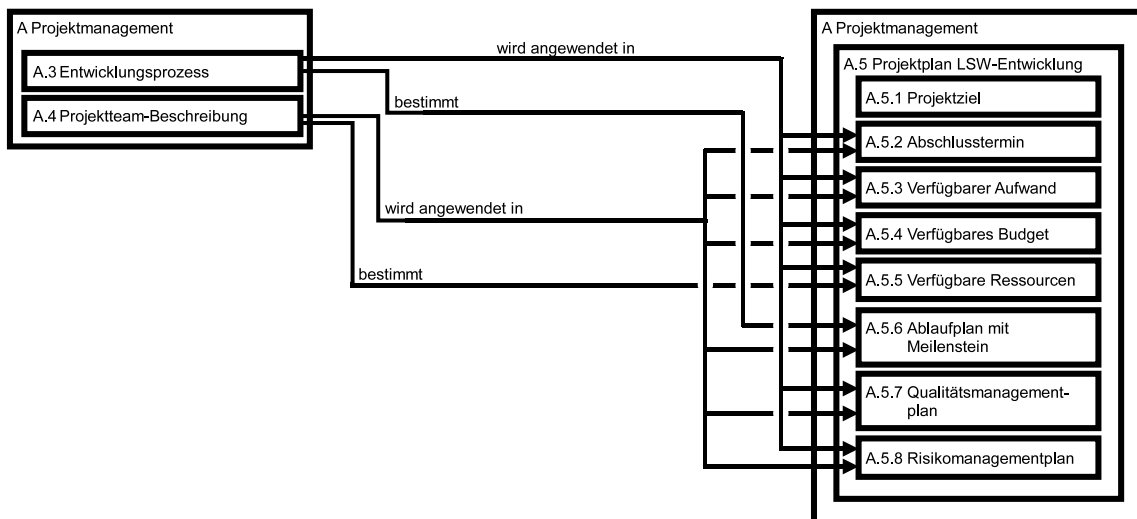 A Projektmanagement
A.3 Entwicklungsprozess
A.4 Projektteam-Beschreibung
wird angewendet in
bestimmt
wird angewendet in
bestimmt
A Projektmanagement
A.5 Projektplan LSW-Entwicklung
A.5.1 Projektziel
A.5.2 Abschlusstermin
A.5.3 Verfügbarer Aufwand
A.5.4 Verfügbares Budget
A.5.5 Verfügbare Ressourcen
A.5.6 Ablaufplan mit
Meilenstein
A.5.7 Qualitätsmanagement-
plan
A.5.8 Risikomanagementplan